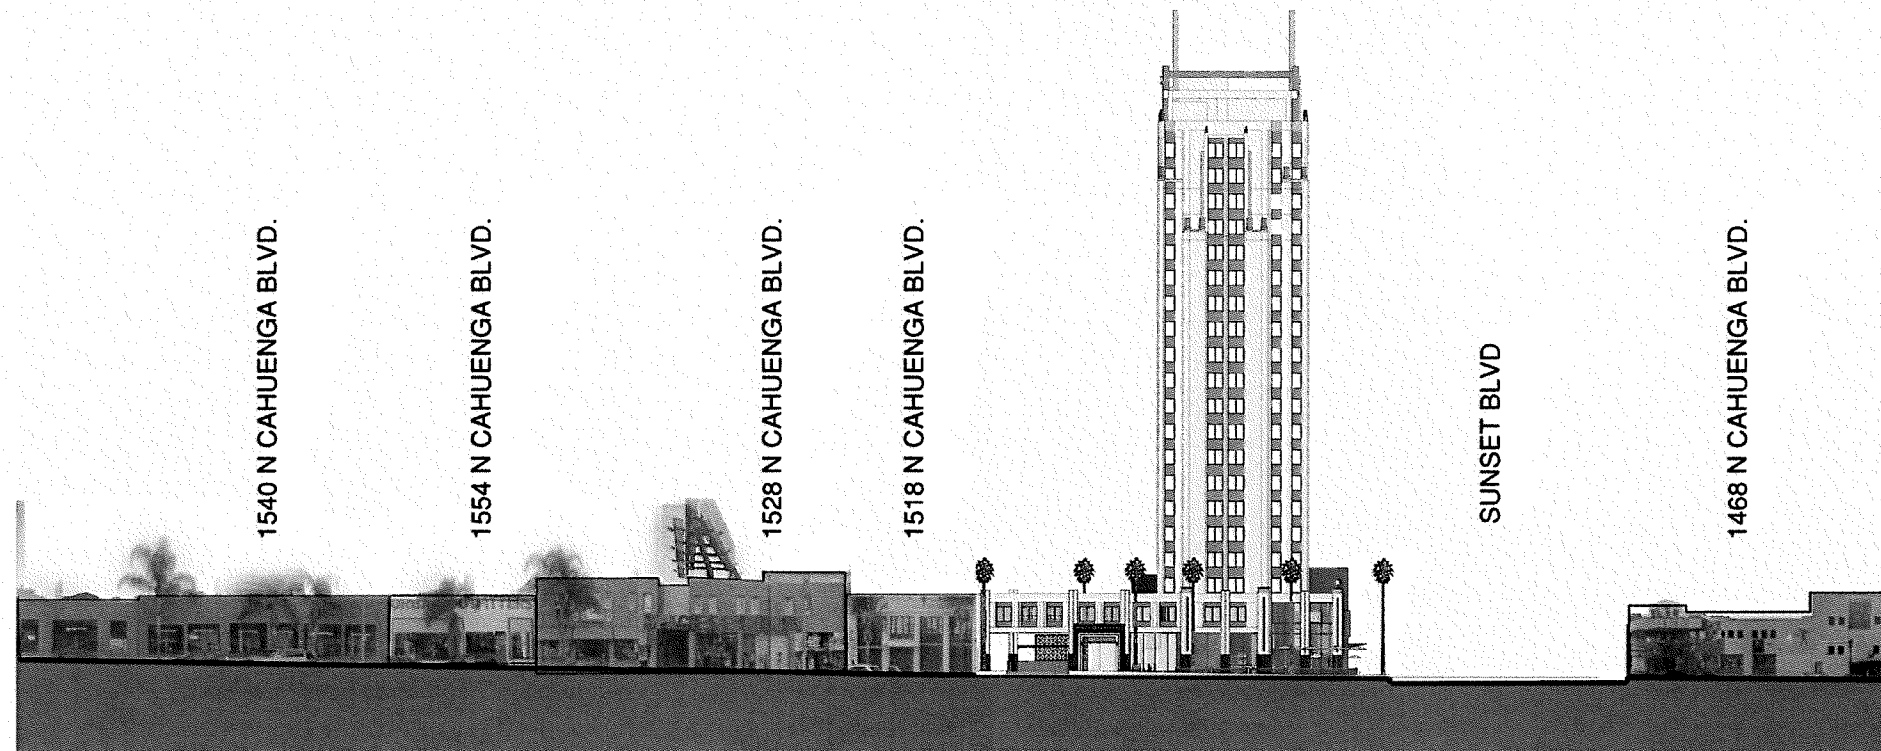 1540 N CAHUENGA BLVD.
1554 N CAHUENGA BLVD.
1528 N CAHUENGA BLVD.
1518 N CAHUENGA BLVD.
SUNSET BLVD
1468 N CAHUENGA BLVD.